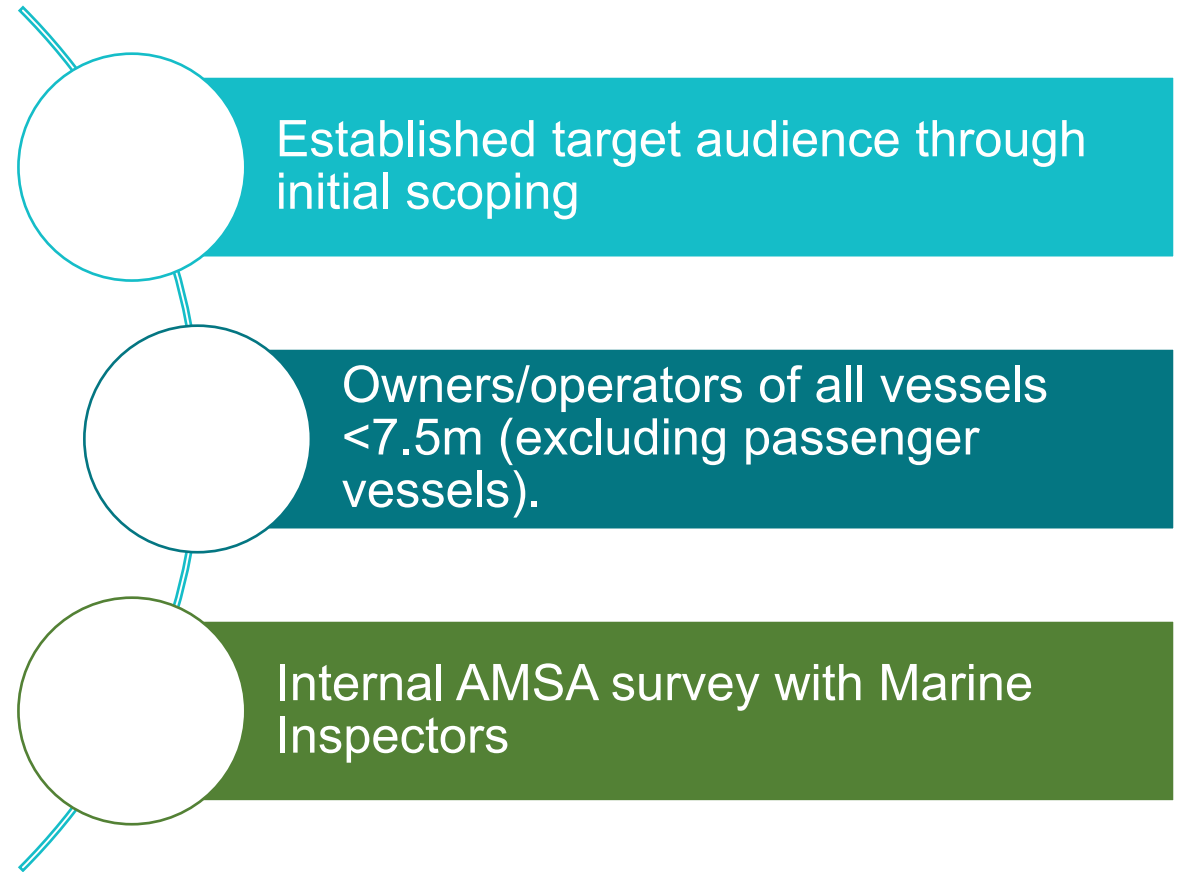 Established target audience through
initial scoping
Owners/operators of all vessels
<7.5m (excluding passenger
vessels).
Internal AMSA survey with Marine
Inspectors